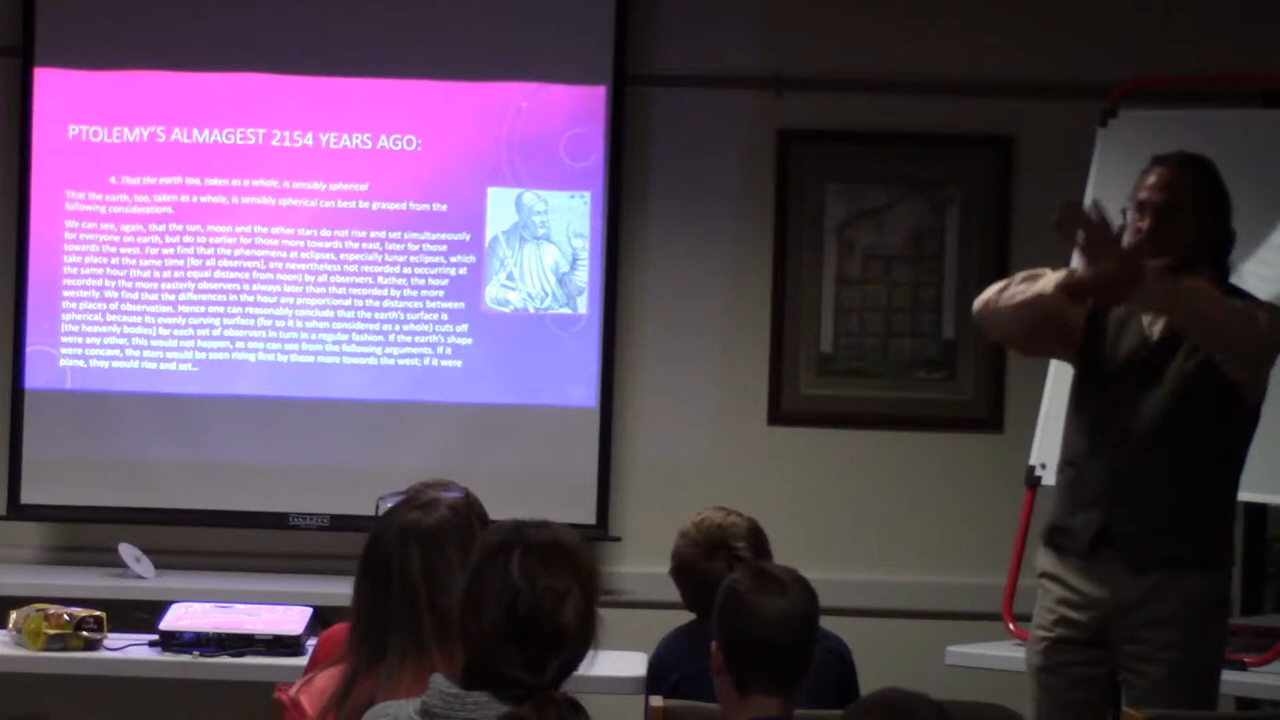 PTOLEMY'S ALMAGEST 2154 YEARS AGO:
4. That the earth too, taken as a whole, is sensibly spherical
That the earth, too, taken as a whole, is sensibly spherical can best be grasped from the
following considerations.
We can see, again, that the sun, moon and the other stars do not rise and set simultaneously
for everyone on earth, but do so earlier for those more towards the east, later for those
towards the west. For we find that the phenomena at eclipses, especially lunar eclipses, which
take place at the same time [for all observers], are nevertheless not recorded as occurring at
the same hour (that is at an equal distance from noon) by all observers. Rather, the hour
recorded by the more easterly observers is always later than that recorded by the more
westerly. We find that the differences in the hour are proportional to the distances between
the places of observation. Hence one can reasonably conclude that the earth's surface is
spherical, because its evenly curving surface (for so it is when considered as a whole) cuts off
[the heavenly bodies] for each set of observers in turn in a regular fashion. If the earth's shape
were any other, this would not happen, as one can see from the following arguments. If it
were concave, the stars would be seen rising first by those more towards the west; if it were
plane, they would rise and set...